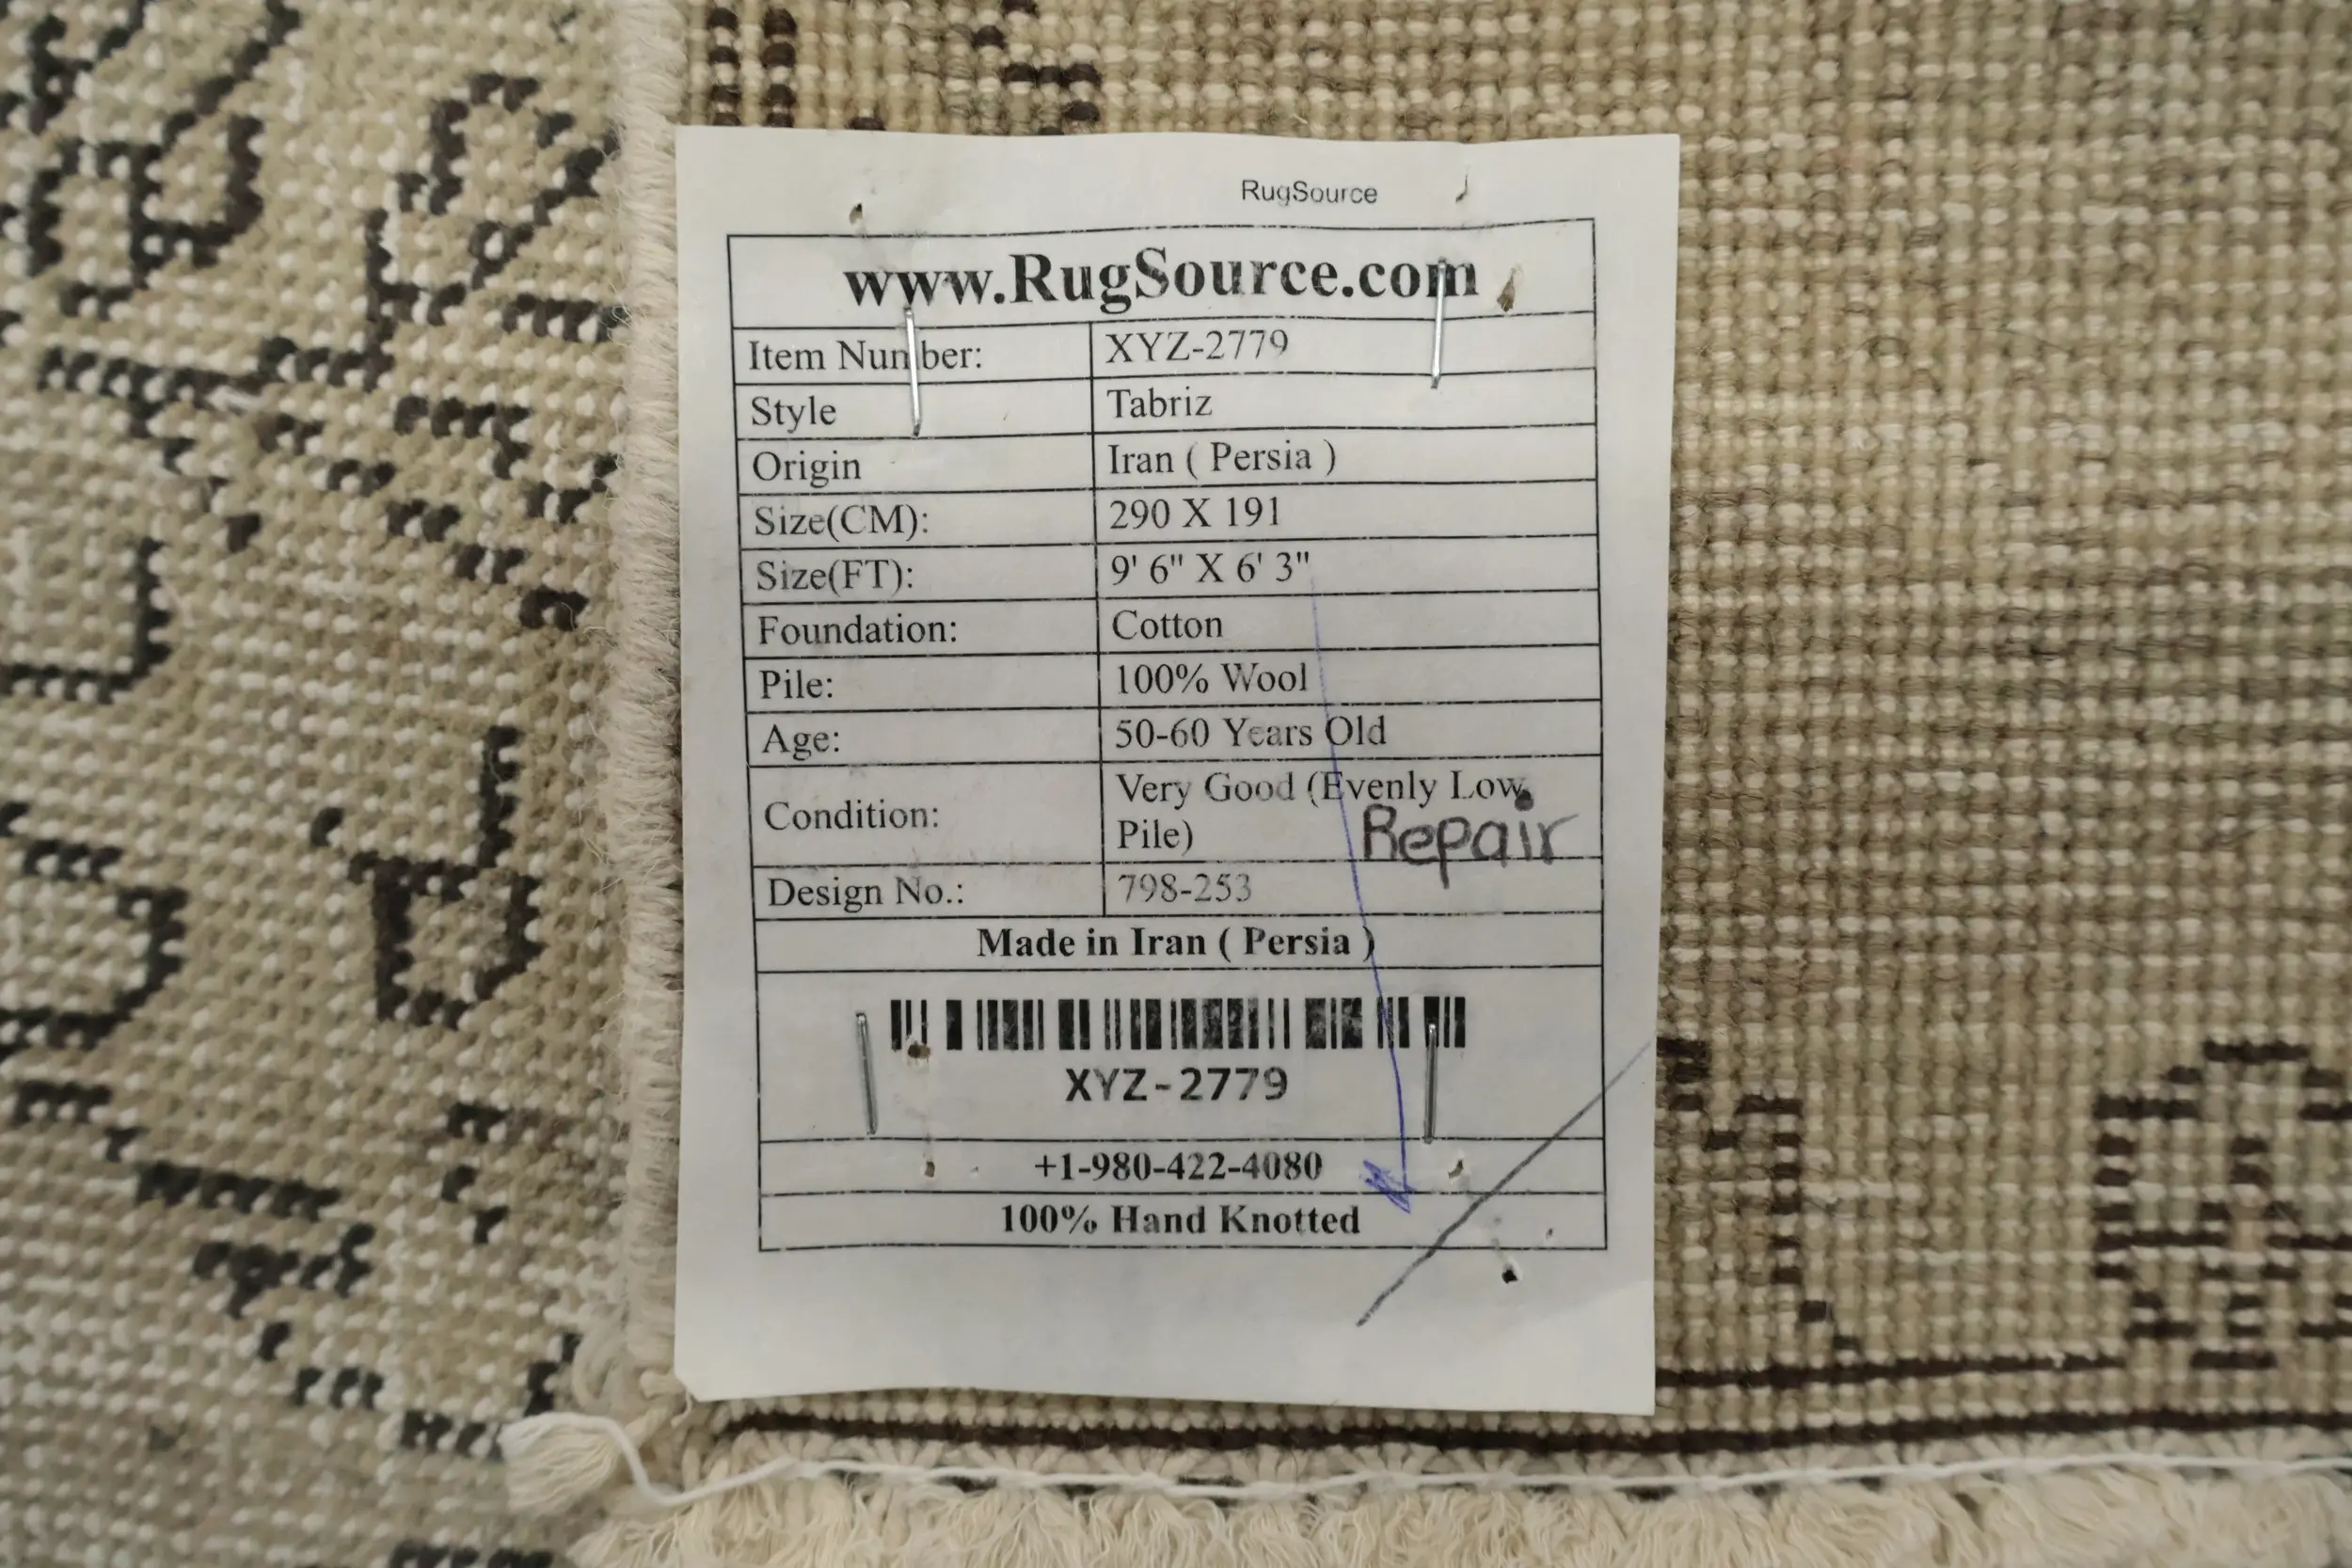 RugSource
www.RugSource.com
Item Number: XYZ-2779
Style Tabriz
Origin Iran ( Persia )
Size(CM): 290 X 191
Size(FT): 9' 6" X 6' 3"
Foundation: Cotton
Pile: 100% Wool
Age: 50-60 Years Old
Condition: Very Good (Evenly Low
Pile) Repair
Design No.: 798-253
Made in Iran ( Persia )
XYZ-2779
+1-980-422-4080
100% Hand Knotted